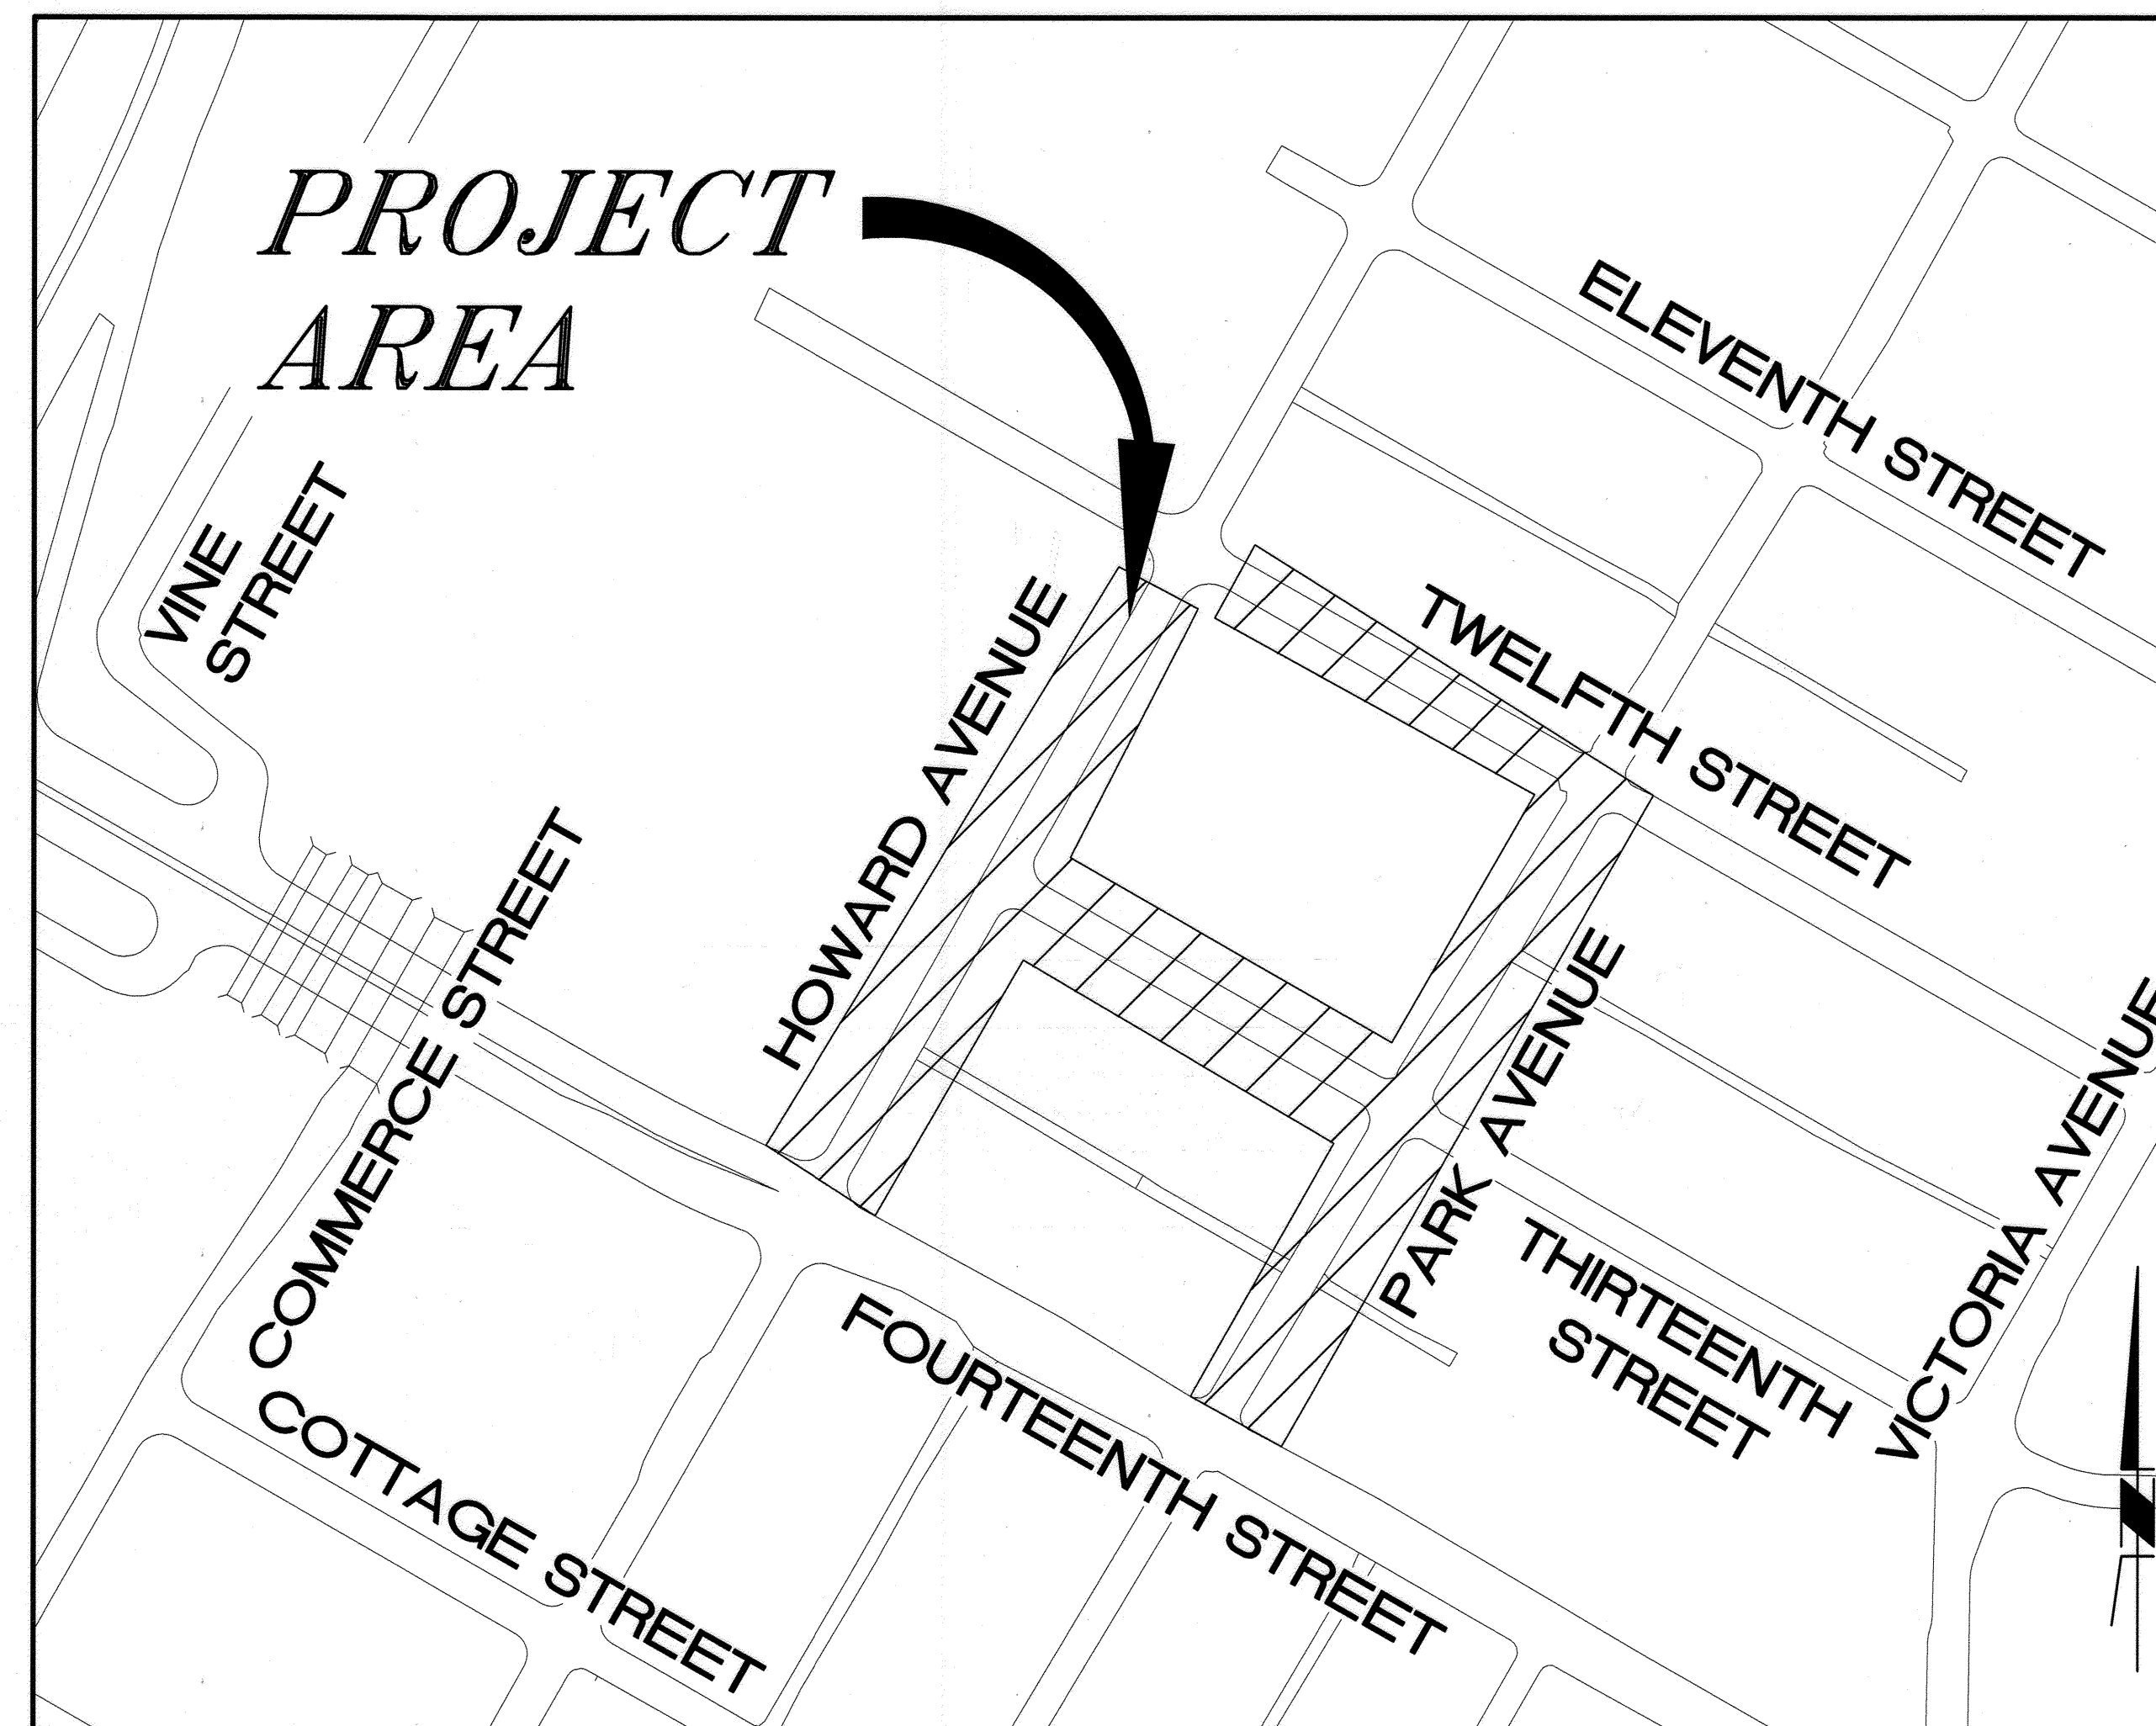 PROJECT
AREA
ELEVENTH STREET
VINE
STREET
TWELFTH STREET
HOWARD AVENUE
COMMERCE STREET
PARK AVENUE
VICTORIA AVENUE
THIRTEENTH
STREET
FOURTEENTH STREET
COTTAGE STREET
N